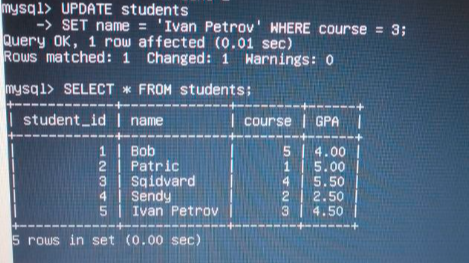 mysql> UPDATE students
    -> SET name = 'Ivan Petrov' WHERE course = 3;
Query OK, 1 row affected (0.01 sec)
Rows matched: 1  Changed: 1  Warnings: 0

mysql> SELECT * FROM students;
+------------+-------------+--------+------+
| student_id | name        | course | GPA  |
+------------+-------------+--------+------+
|          1 | Bob         |      5 | 4.00 |
|          2 | Patric      |      1 | 5.00 |
|          3 | Sqidvard    |      4 | 5.50 |
|          4 | Sendy       |      2 | 2.50 |
|          5 | Ivan Petrov |      3 | 4.50 |
+------------+-------------+--------+------+
5 rows in set (0.00 sec)